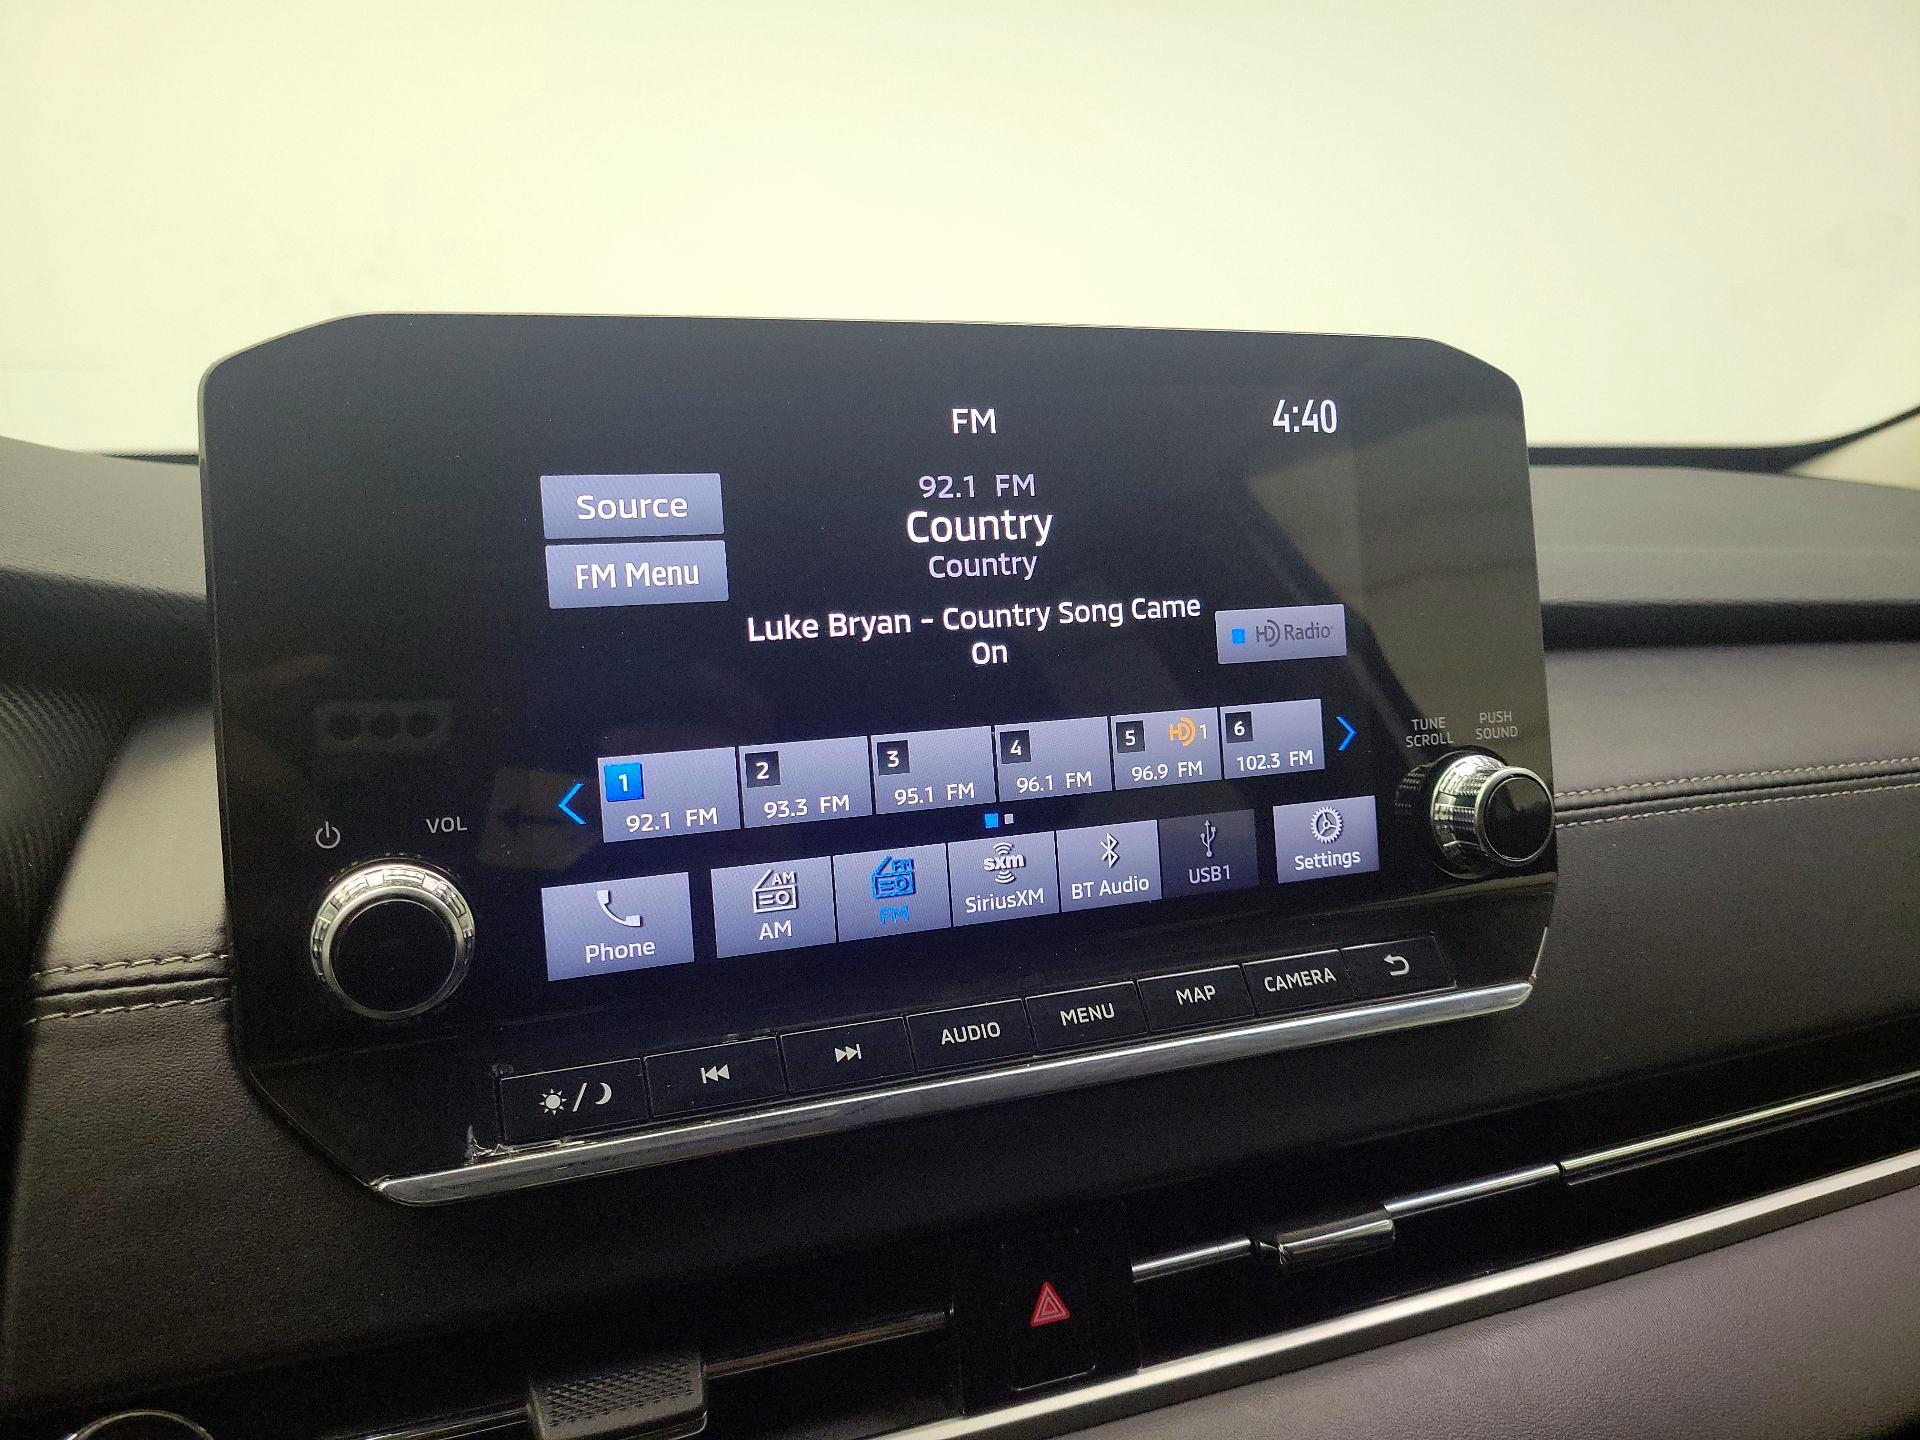 FM
4:40
Source
92.1 FM
Country
FM Menu
Country
Luke Bryan - Country Song Came
On
HD Radio
TUNE
SCROLL
PUSH
SOUND
1
92.1 FM
2
93.3 FM
3
95.1 FM
4
96.1 FM
5
HD 1
96.9 FM
6
102.3 FM
VOL
Phone
AM
AM
FM
FM
sxm
SiriusXM
BT Audio
USB1
Settings
AUDIO
MENU
MAP
CAMERA